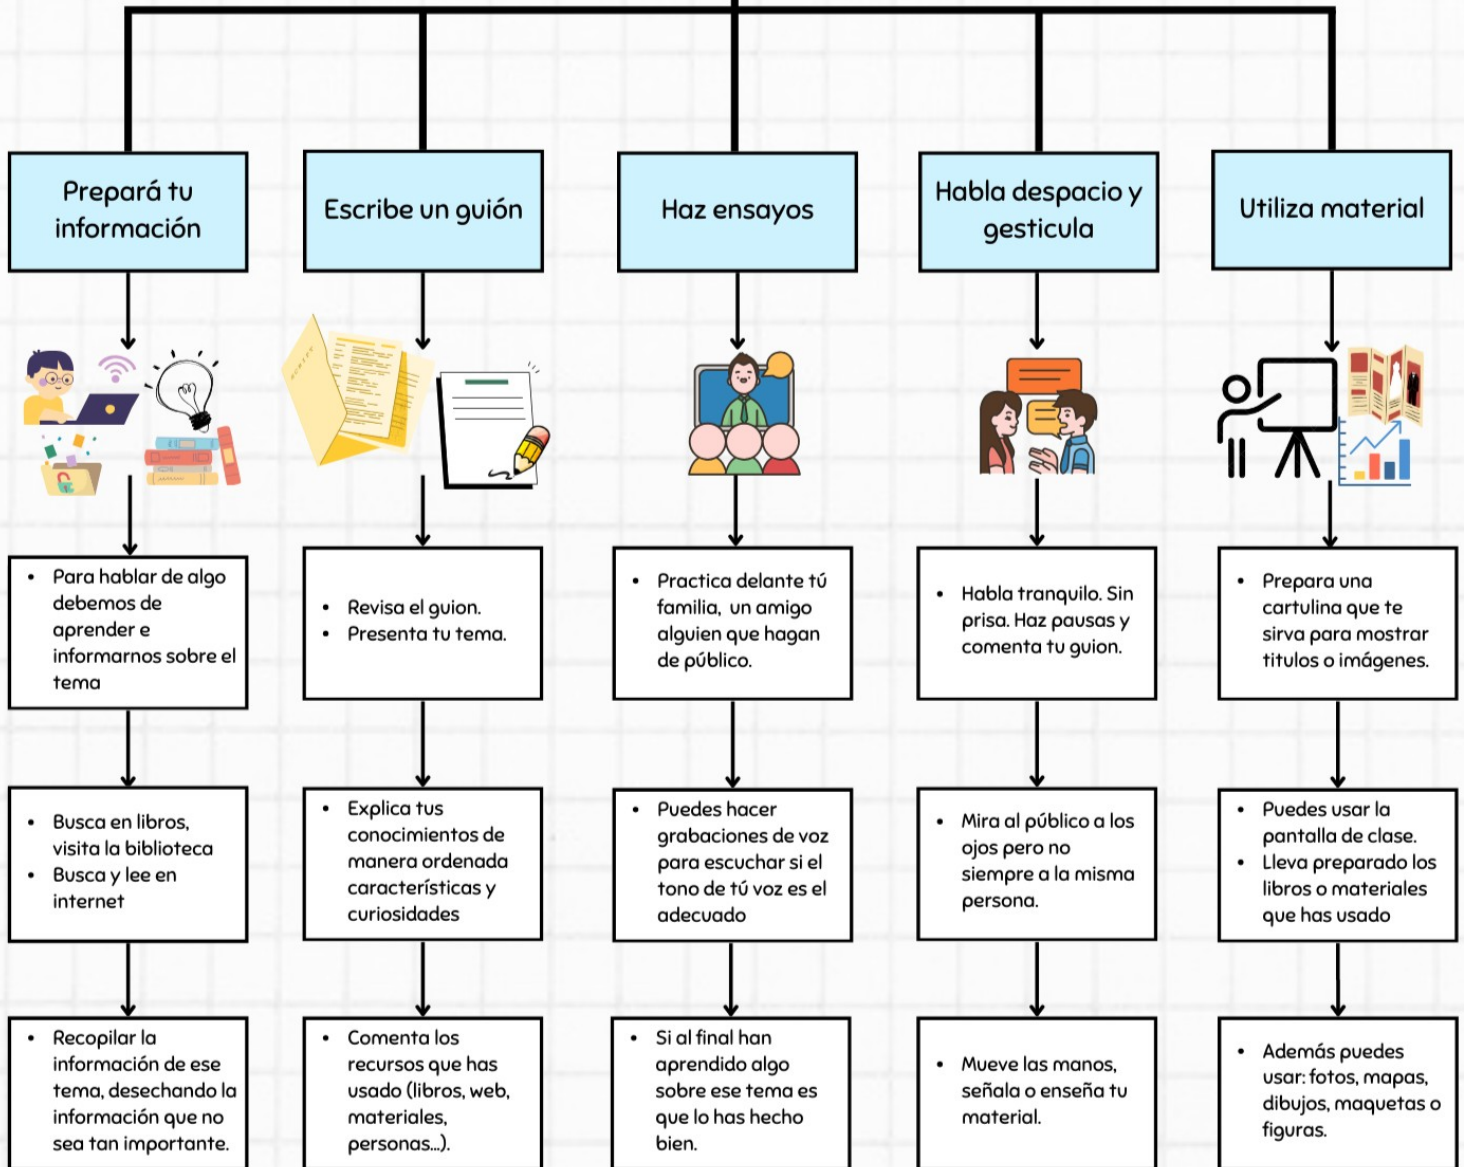 Prepará tu
información
Escribe un guión
Haz ensayos
Habla despacio y
gesticula
Utiliza material
• Para hablar de algo
debemos de
aprender e
informarnos sobre el
tema
• Revisa el guion.
• Presenta tu tema.
• Practica delante tú
familia, un amigo
alguien que hagan
de público.
• Habla tranquilo. Sin
prisa. Haz pausas y
comenta tu guion.
• Prepara una
cartulina que te
sirva para mostrar
titulos o imágenes.
• Busca en libros,
visita la biblioteca
• Busca y lee en
internet
• Explica tus
conocimientos de
manera ordenada
características y
curiosidades
• Puedes hacer
grabaciones de voz
para escuchar si el
tono de tú voz es el
adecuado
• Mira al público a los
ojos pero no
siempre a la misma
persona.
• Puedes usar la
pantalla de clase.
• Lleva preparado los
libros o materiales
que has usado
• Recopilar la
información de ese
tema, desechando la
información que no
sea tan importante.
• Comenta los
recursos que has
usado (libros, web,
materiales,
personas...).
• Si al final han
aprendido algo
sobre ese tema es
que lo has hecho
bien.
• Mueve las manos,
señala o enseña tu
material.
• Además puedes
usar: fotos, mapas,
dibujos, maquetas o
figuras.